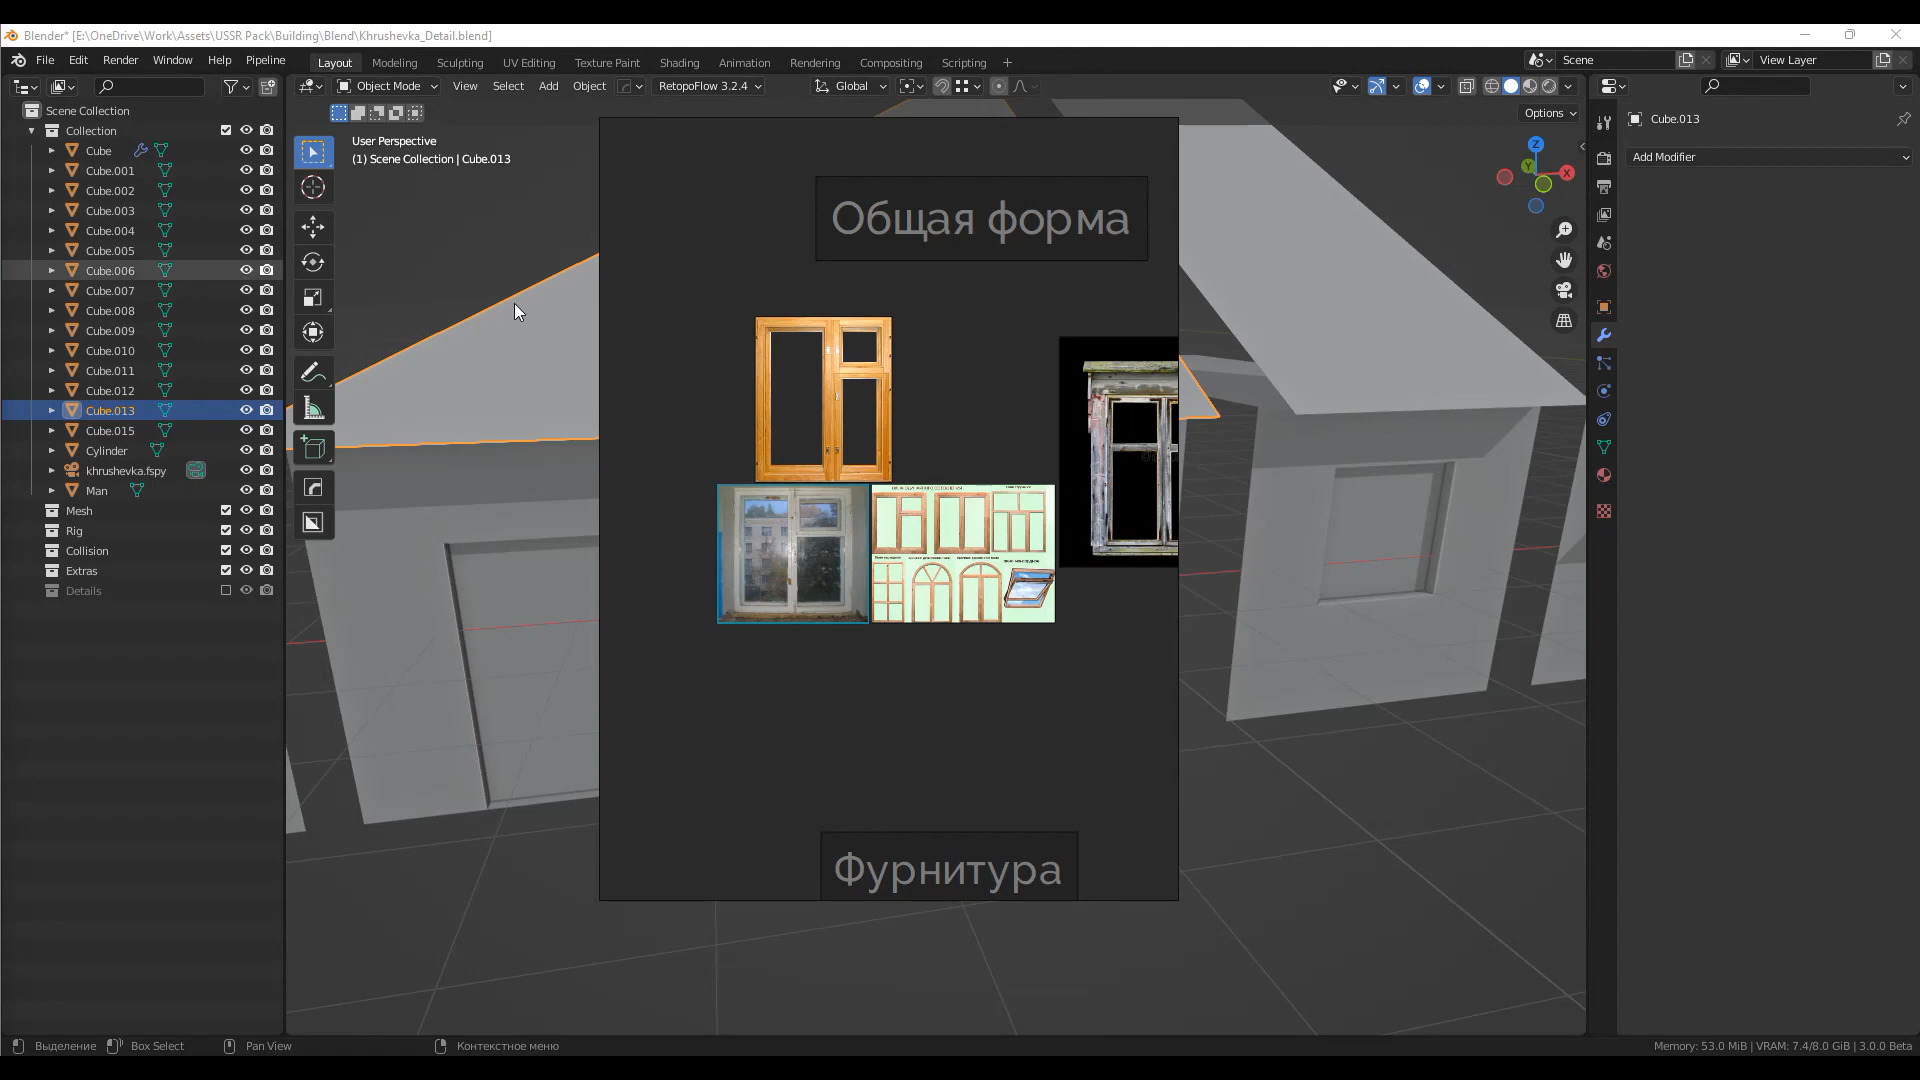 Blender* [E:\OneDrive\Work\Assets\USSR Pack\Building\Blend\Khrushevka_Detail.blend]
File Edit Render Window Help Pipeline
Layout Modeling Sculpting UV Editing Texture Paint Shading Animation Rendering Compositing Scripting +
Scene
View Layer
Object Mode View Select Add Object RetopoFlow 3.2.4 Global
Options
Scene Collection
Collection
Cube
Cube.001
Cube.002
Cube.003
Cube.004
Cube.005
Cube.006
Cube.007
Cube.008
Cube.009
Cube.010
Cube.011
Cube.012
Cube.013
Cube.015
Cylinder
khrushevka.fspy
Man
Mesh
Rig
Collision
Extras
Details
User Perspective
(1) Scene Collection | Cube.013
Общая форма
Фурнитура
Z
Y
X
Cube.013
Add Modifier
Выделение Box Select Pan View Контекстное меню
Memory: 53.0 MiB | VRAM: 7.4/8.0 GiB | 3.0.0 Beta